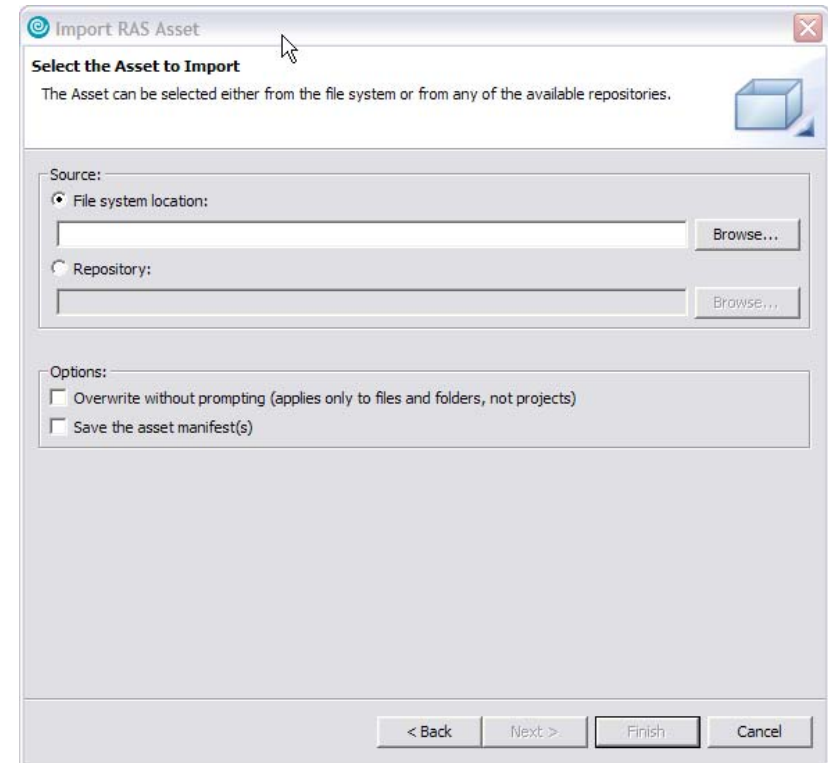 Import RAS Asset
Select the Asset to Import
The Asset can be selected either from the file system or from any of the available repositories.
Source:
File system location:
Browse...
Repository:
Browse...
Options:
Overwrite without prompting (applies only to files and folders, not projects)
Save the asset manifest(s)
< Back Next > Finish Cancel